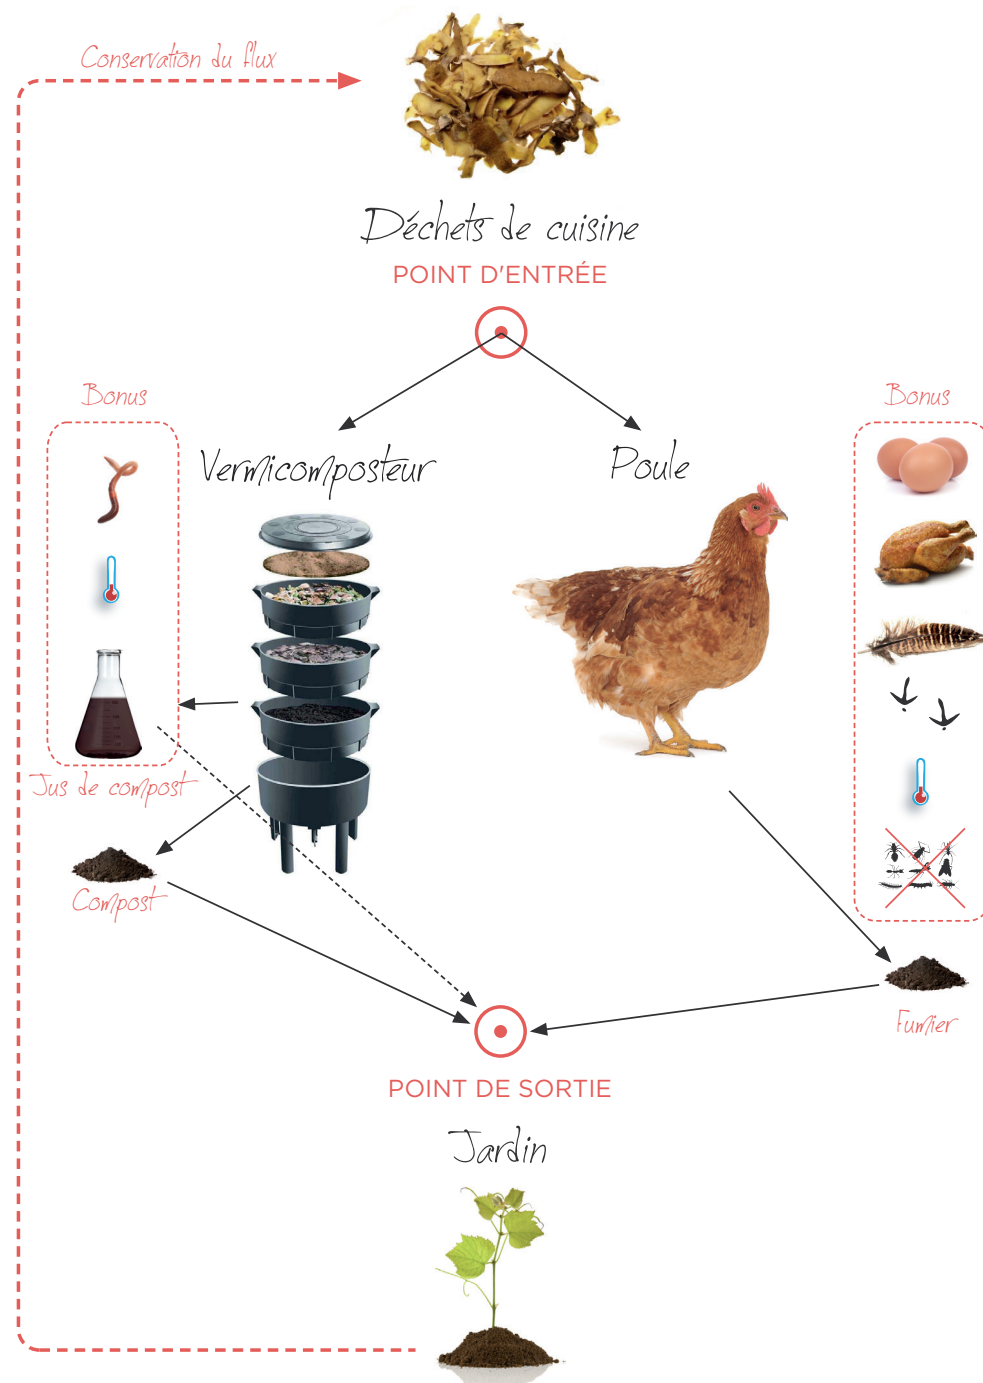 Conservation du flux
Déchets de cuisine
POINT D'ENTRÉE
Bonus
Bonus
Vermicomposteur
Poule
Jus de compost
Compost
Fumier
POINT DE SORTIE
Jardin